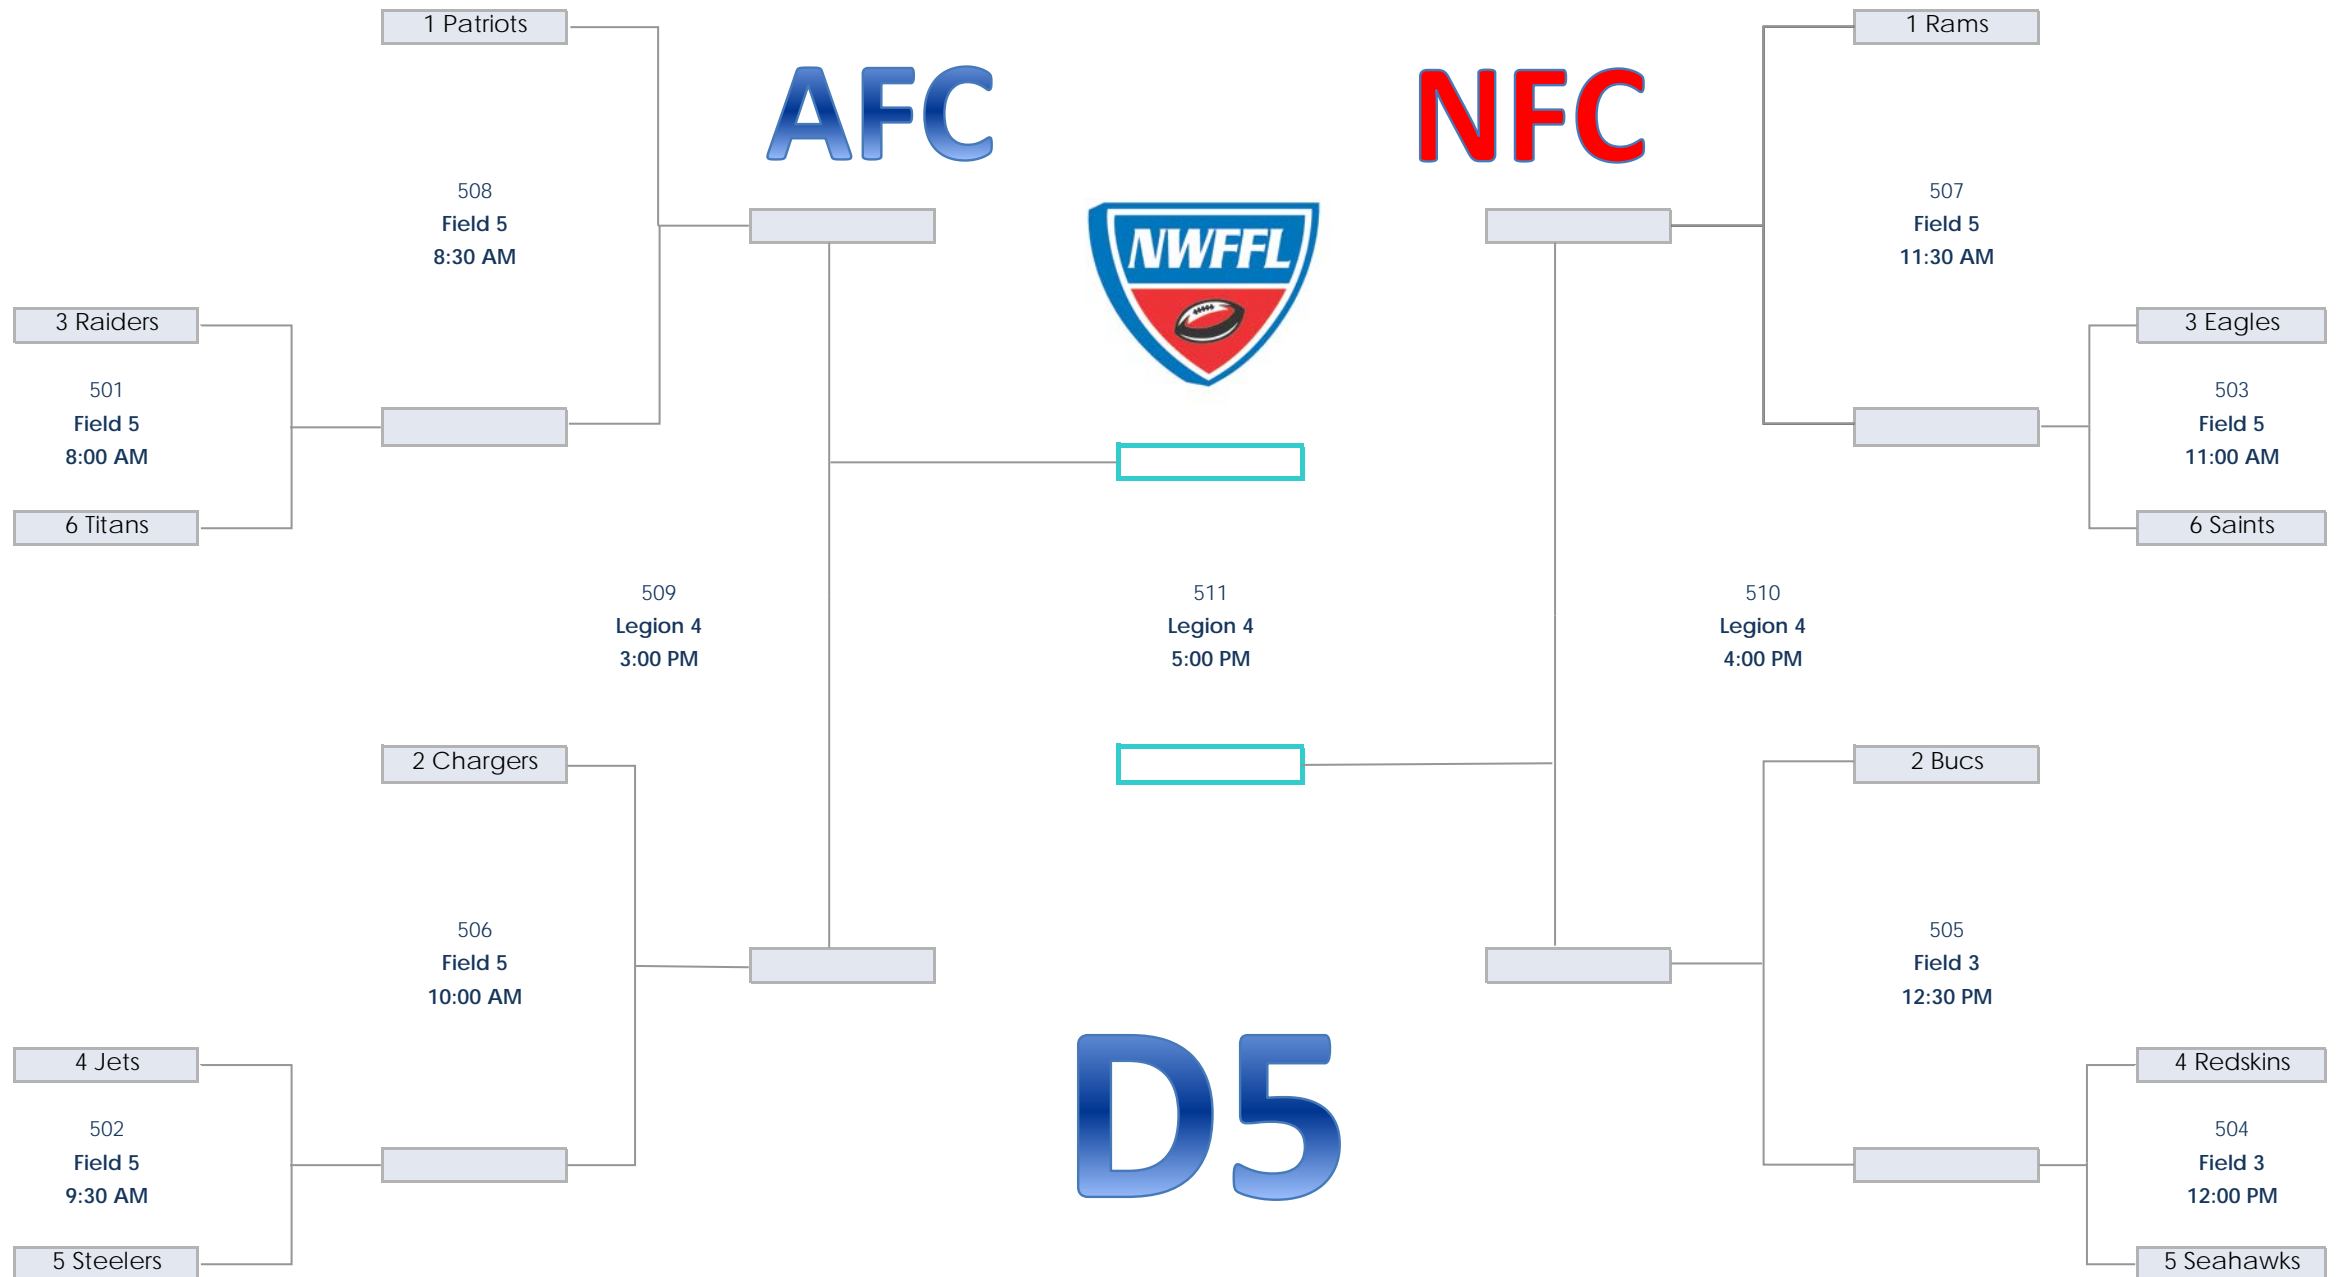 1 Patriots
1 Rams
AFC
NFC
508
Field 5
8:30 AM
507
Field 5
11:30 AM
NWFFL
3 Raiders
3 Eagles
501
Field 5
8:00 AM
503
Field 5
11:00 AM
6 Titans
6 Saints
509
Legion 4
3:00 PM
511
Legion 4
5:00 PM
510
Legion 4
4:00 PM
2 Chargers
2 Bucs
506
Field 5
10:00 AM
505
Field 3
12:30 PM
D5
4 Jets
4 Redskins
502
Field 5
9:30 AM
504
Field 3
12:00 PM
5 Steelers
5 Seahawks